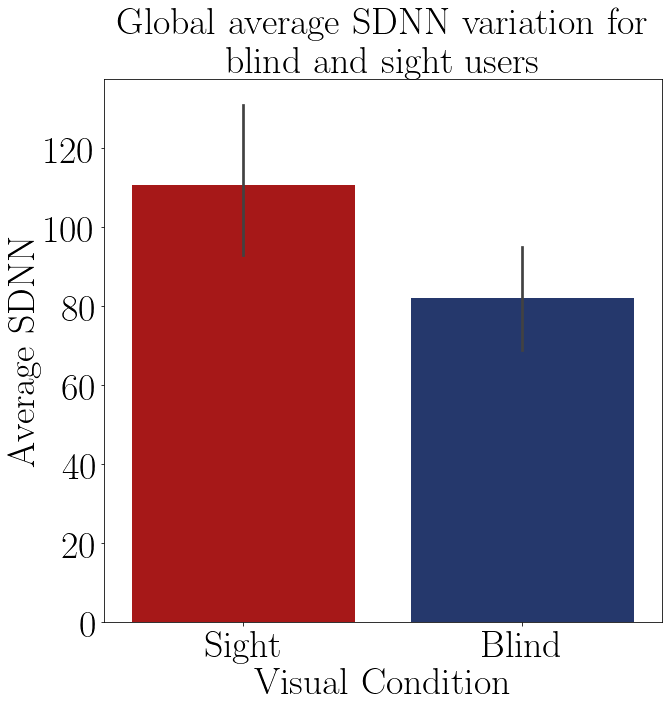 Global average SDNN variation for
blind and sight users
Average SDNN
120
100
80
60
40
20
0
Sight
Blind
Visual Condition